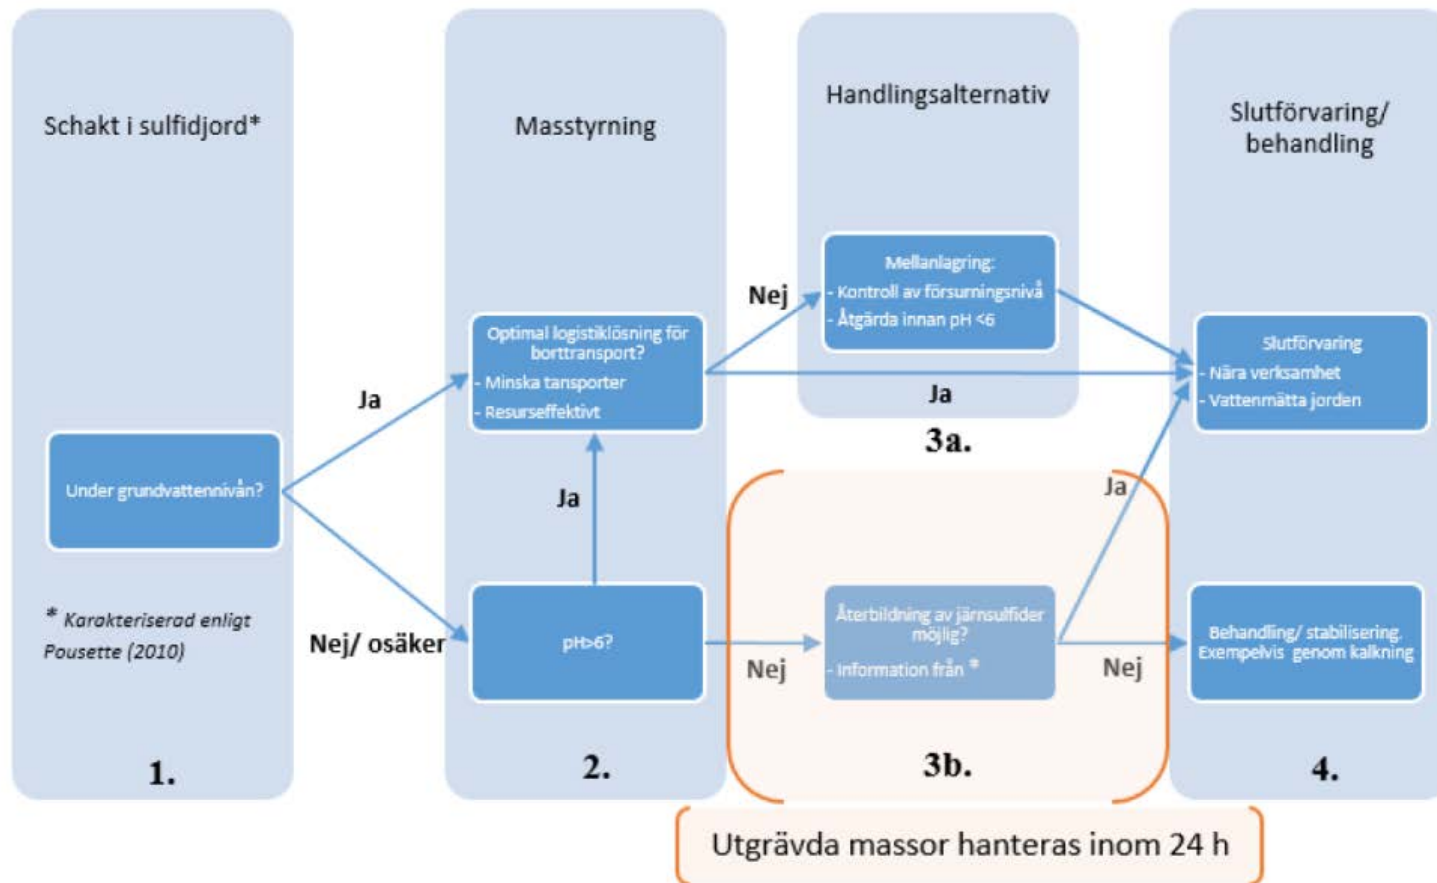 Schakt i sulfidjord*
Under grundvattennivån?
* Karakteriserad enligt
Pousette (2010)
1.
Ja
Nej/ osäker
Masstyrning
Optimal logistiklösning för
borttransport?
- Minska tansporter
- Resurseffektivt
Ja
pH>6?
2.
Nej
Ja
Nej
Handlingsalternativ
Mellanlagring:
- Kontroll av försurningsnivå
- Åtgärda innan pH <6
3a.
Återbildning av järnsulfider
möjlig?
- Information från *
3b.
Ja
Nej
Slutförvaring/
behandling
Slutförvaring
- Nära verksamhet
- Vattenmätta jorden
Behandling/ stabilisering.
Exempelvis genom kalkning
4.
Utgrävda massor hanteras inom 24 h